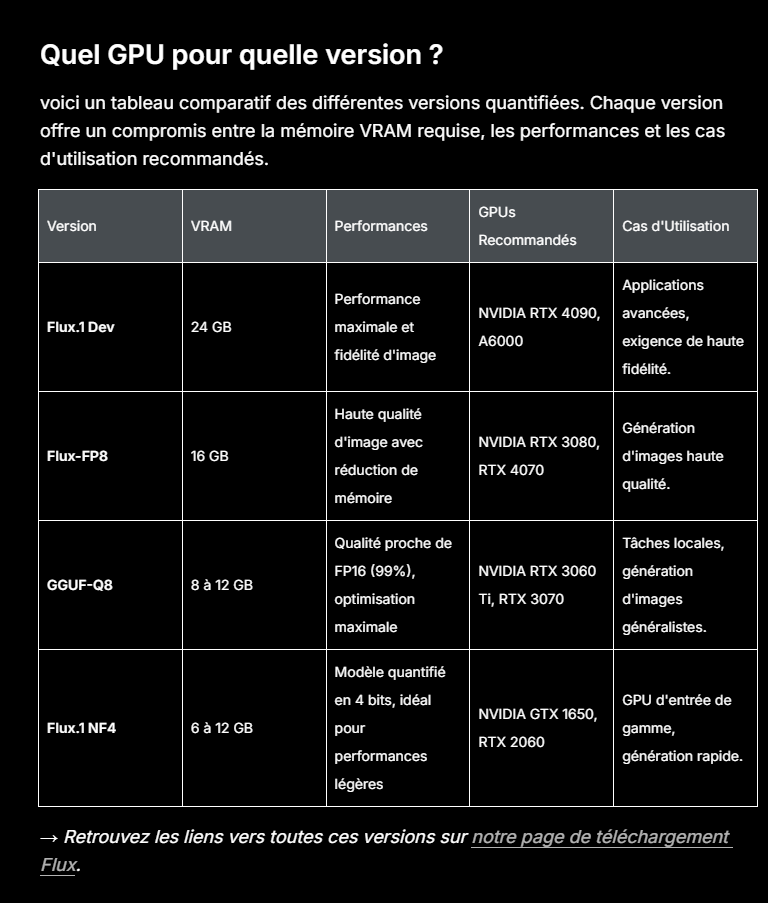 Quel GPU pour quelle version ?
voici un tableau comparatif des différentes versions quantifiées. Chaque version
offre un compromis entre la mémoire VRAM requise, les performances et les cas
d'utilisation recommandés.
Version
VRAM
Performances
GPUs
Recommandés
Cas d'Utilisation
Flux.1 Dev
24 GB
Performance
maximale et
fidélité d'image
NVIDIA RTX 4090,
A6000
Applications
avancées,
exigence de haute
fidélité.
Flux-FP8
16 GB
Haute qualité
d'image avec
réduction de
mémoire
NVIDIA RTX 3080,
RTX 4070
Génération
d'images haute
qualité.
GGUF-Q8
8 à 12 GB
Qualité proche de
FP16 (99%),
optimisation
maximale
NVIDIA RTX 3060
Ti, RTX 3070
Tâches locales,
génération
d'images
généralistes.
Flux.1 NF4
6 à 12 GB
Modèle quantifié
en 4 bits, idéal
pour
performances
légères
NVIDIA GTX 1650,
RTX 2060
GPU d'entrée de
gamme,
génération rapide.
→ Retrouvez les liens vers toutes ces versions sur notre page de téléchargement
Flux.